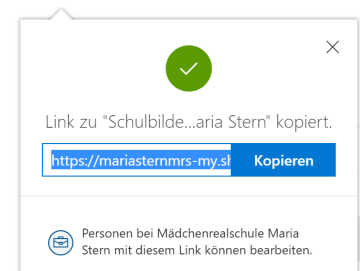 Link zu "Schulbilde...aria Stern" kopiert.
https://mariasternmrs-my.sh
Kopieren
Personen bei Mädchenrealschule Maria
Stern mit diesem Link können bearbeiten.